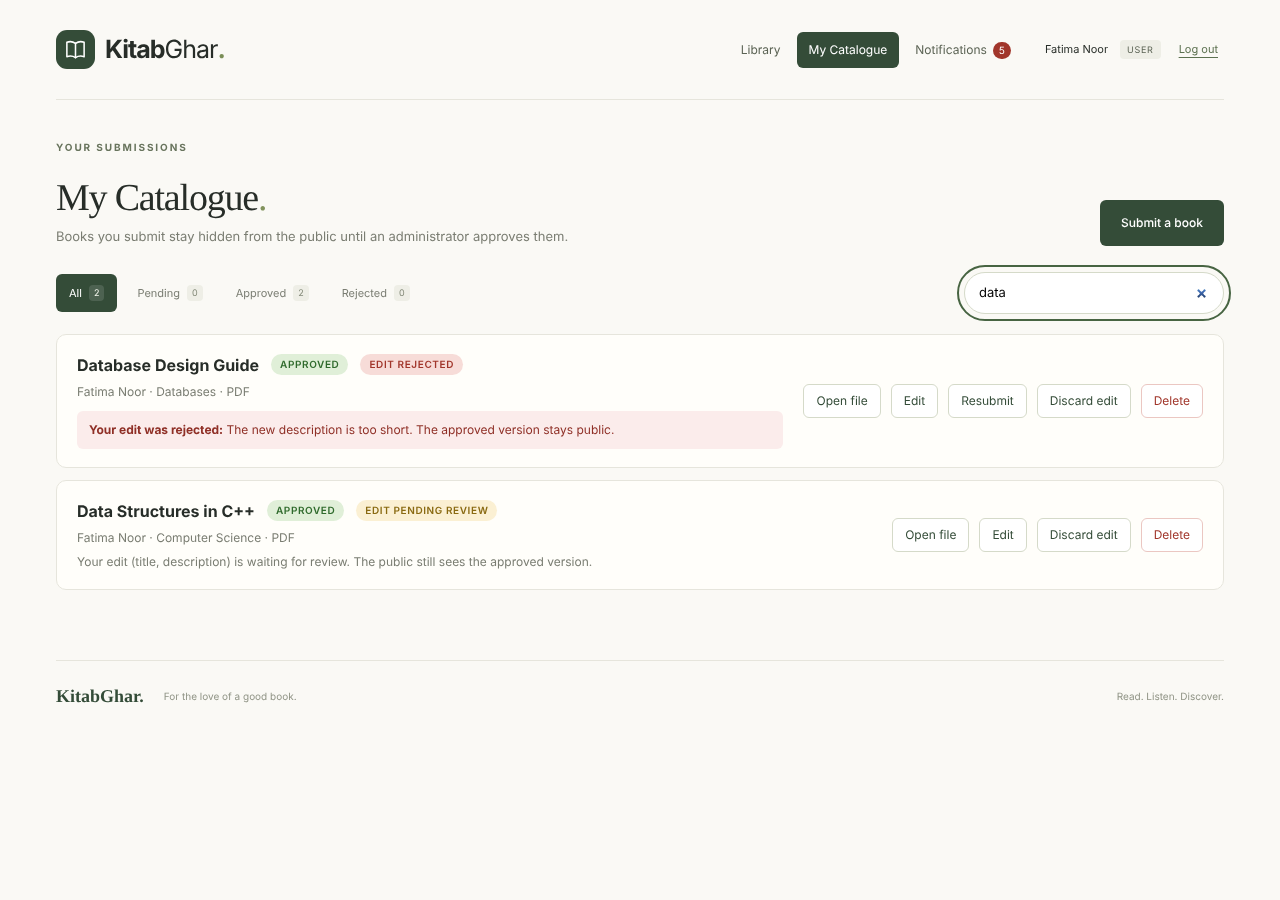 KitabGhar.
Library
My Catalogue
Notifications 5
Fatima Noor
USER
Log out
YOUR SUBMISSIONS
My Catalogue.
Books you submit stay hidden from the public until an administrator approves them.
Submit a book
All 2
Pending 0
Approved 2
Rejected 0
data
Database Design Guide
APPROVED
EDIT REJECTED
Fatima Noor · Databases · PDF
Your edit was rejected: The new description is too short. The approved version stays public.
Open file
Edit
Resubmit
Discard edit
Delete
Data Structures in C++
APPROVED
EDIT PENDING REVIEW
Fatima Noor · Computer Science · PDF
Your edit (title, description) is waiting for review. The public still sees the approved version.
Open file
Edit
Discard edit
Delete
KitabGhar.
For the love of a good book.
Read. Listen. Discover.